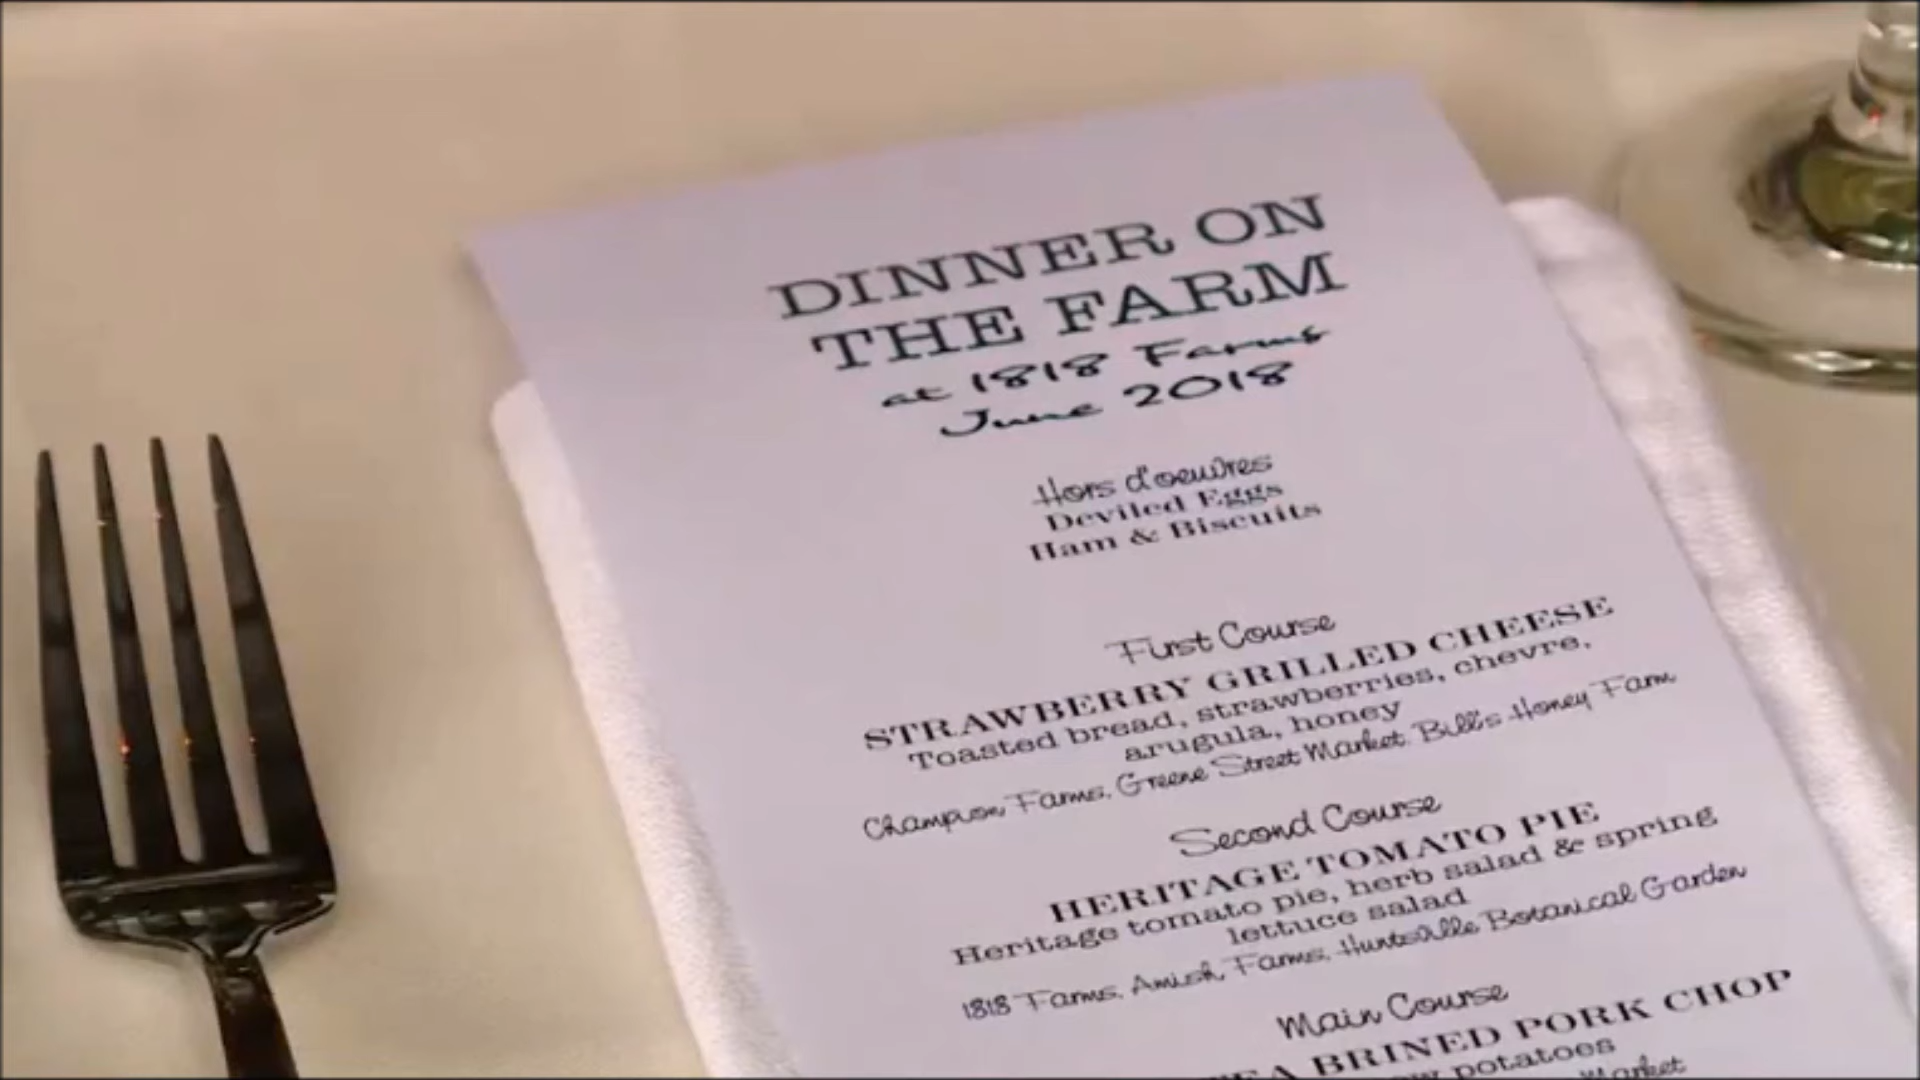 DINNER ON
THE FARM
at 1818 Farms
June 2018
Hors d'oeuvres
Deviled Eggs
Ham & Biscuits
First Course
STRAWBERRY GRILLED CHEESE
Toasted bread, strawberries, chevre,
arugula, honey
Champion Farms, Greene Street Market, Bill's Honey Farm
Second Course
HERITAGE TOMATO PIE
Heritage tomato pie, herb salad & spring
lettuce salad
1818 Farms, Amish Farms, Huntsville Botanical Garden
Main Course
BRINED PORK CHOP
potatoes
Market